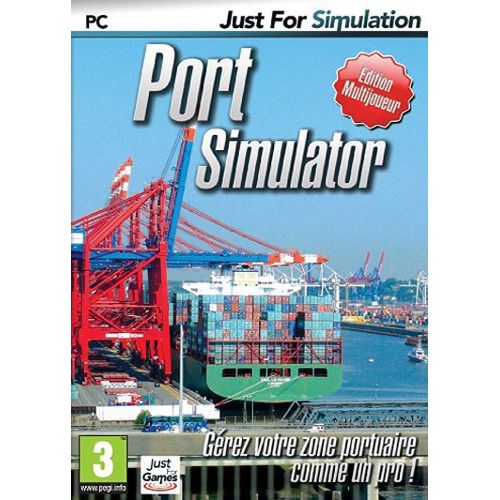 PC
Just For Simulation
Port
Simulator
Edition
Multijoueur
Gérez votre zone portuaire
comme un pro !
3
www.pegi.info
Just
For
Games